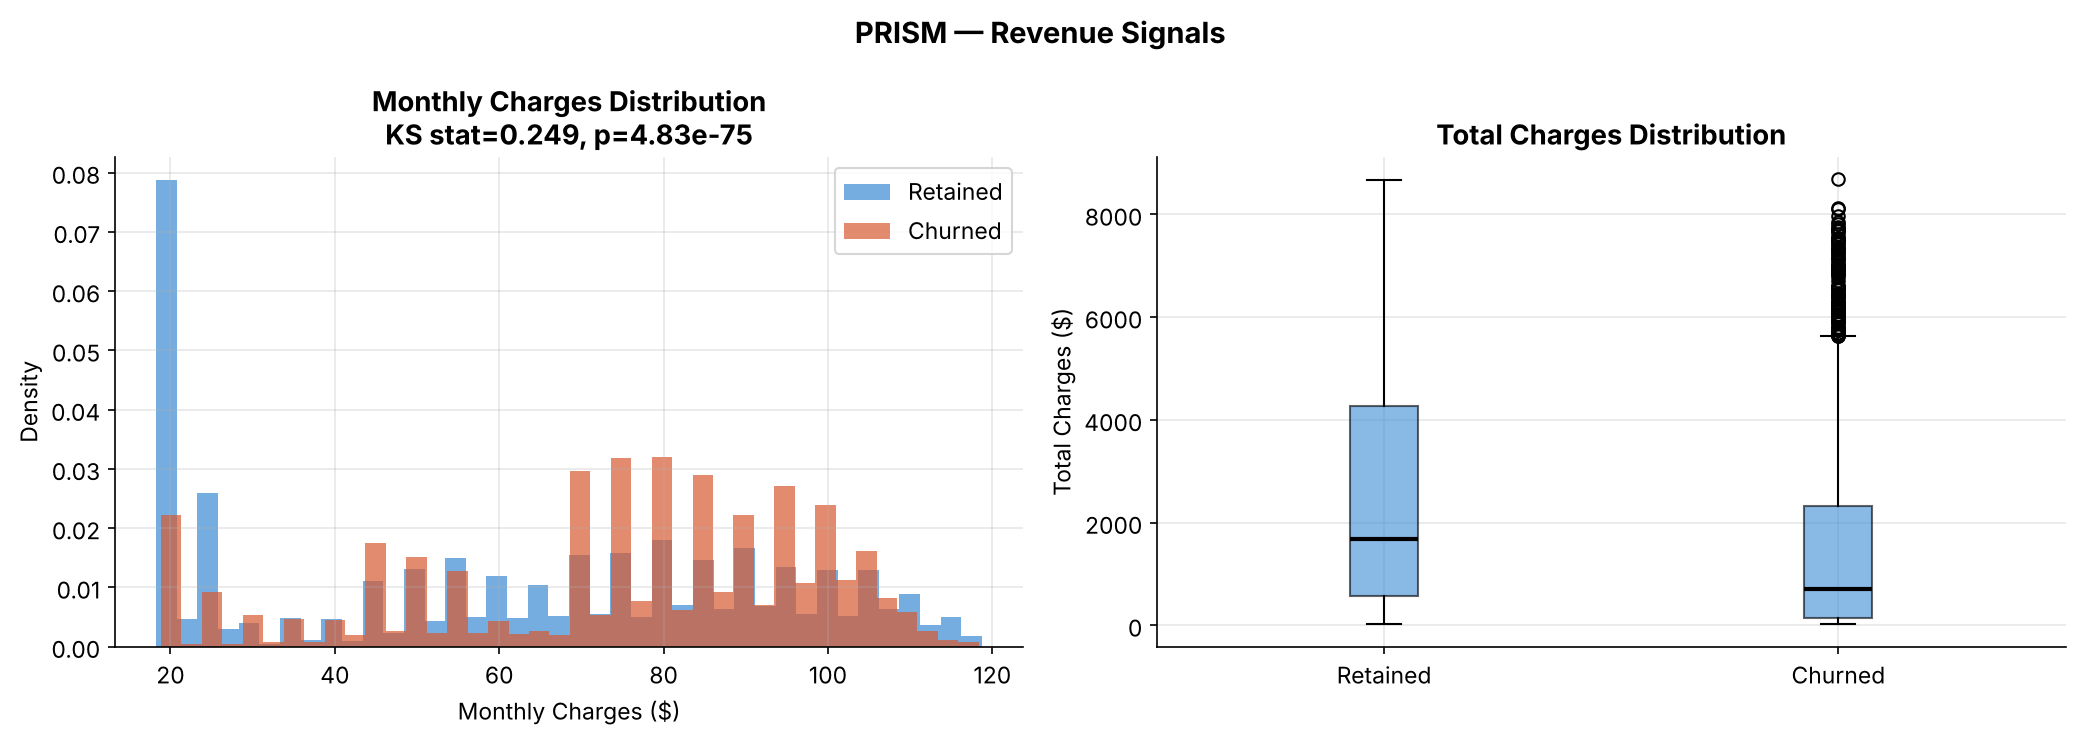 PRISM — Revenue Signals
Monthly Charges Distribution
KS stat=0.249, p=4.83e-75
0.08
0.07
0.06
0.05
0.04
0.03
0.02
0.01
0.00
Density
Retained
Churned
20
40
60
80
100
120
Monthly Charges ($)
Total Charges Distribution
8000
6000
4000
2000
0
Total Charges ($)
Retained
Churned